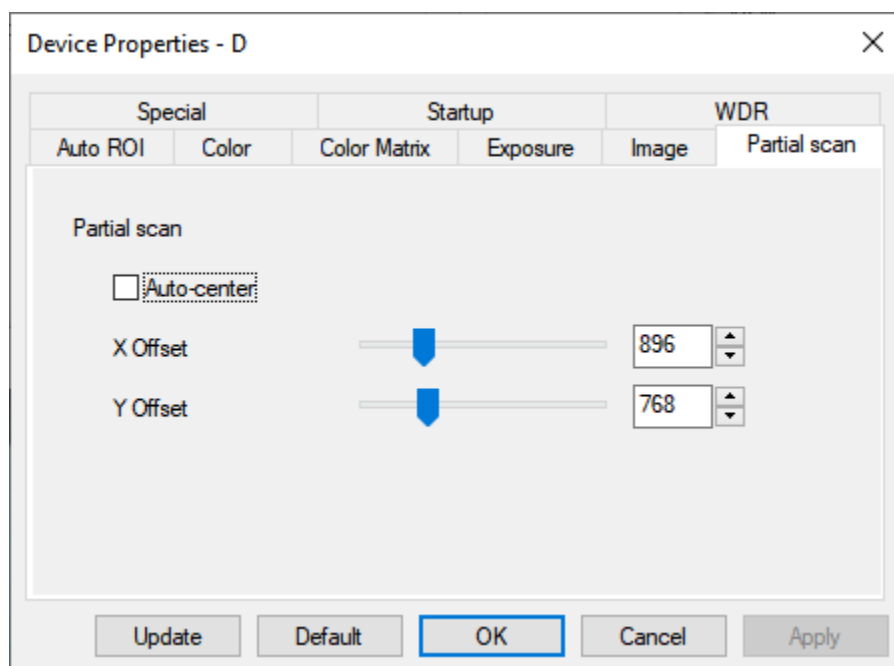 Device Properties - D
Special Startup WDR
Auto ROI Color Color Matrix Exposure Image Partial scan
Partial scan
Auto-center
X Offset 896
Y Offset 768
Update Default OK Cancel Apply